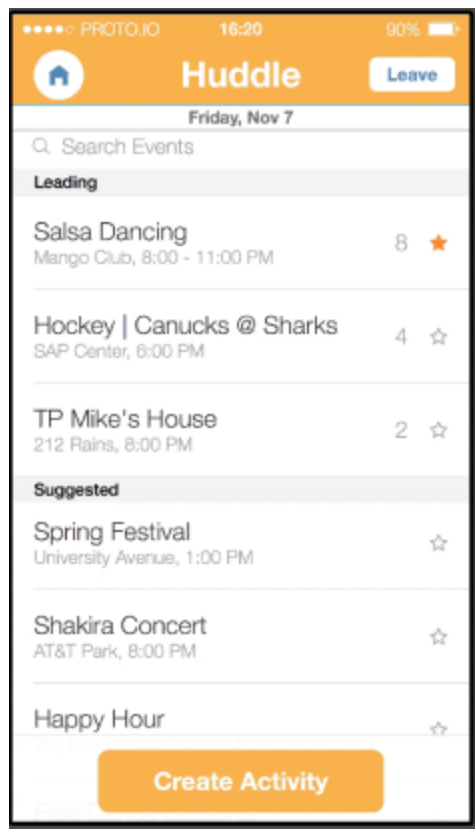 PROTO.IO 16:20 90%
Huddle Leave
Friday, Nov 7
Search Events
Leading
Salsa Dancing 8
Mango Club, 8:00 - 11:00 PM
Hockey | Canucks @ Sharks 4
SAP Center, 6:00 PM
TP Mike's House 2
212 Rains, 8:00 PM
Suggested
Spring Festival
University Avenue, 1:00 PM
Shakira Concert
AT&T Park, 8:00 PM
Happy Hour
Create Activity